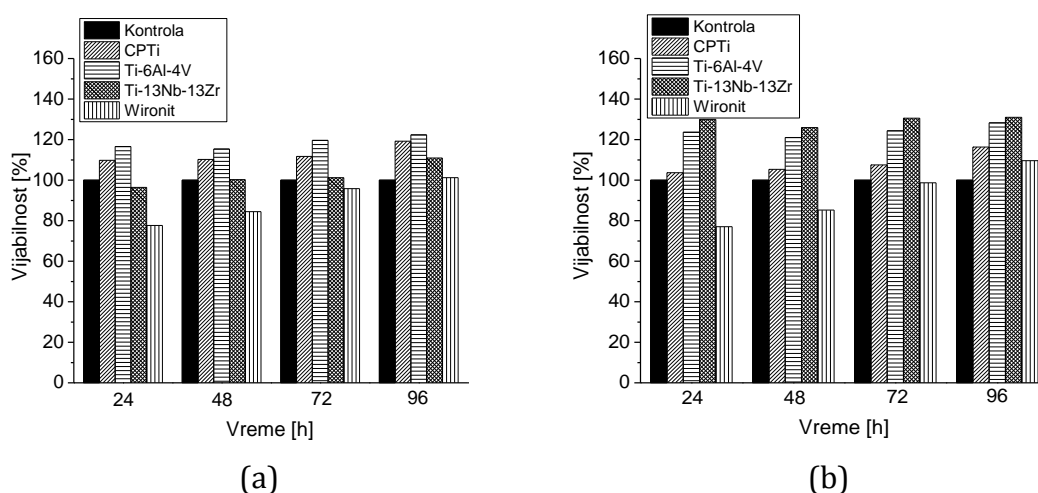 Kontrola
CPTi
Ti-6Al-4V
Ti-13Nb-13Zr
Wironit
160
140
120
100
80
60
40
20
0
Vijabilnost [%]
24 48 72 96
Vreme [h]
(a)
Kontrola
CPTi
Ti-6Al-4V
Ti-13Nb-13Zr
Wironit
160
140
120
100
80
60
40
20
0
Vijabilnost [%]
24 48 72 96
Vreme [h]
(b)